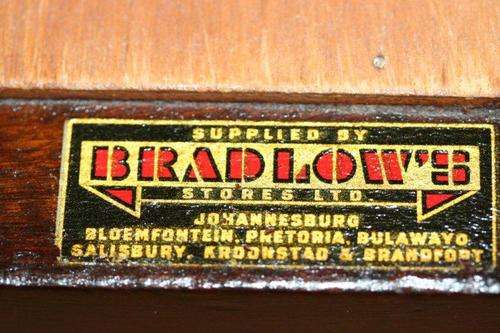 SUPPLIED BY
BRADLOW'S
STORES LTD.
JOHANNESBURG
BLOEMFONTEIN, PRETORIA, BULAWAYO
SALISBURY, KROONSTAD & BRANDFORT